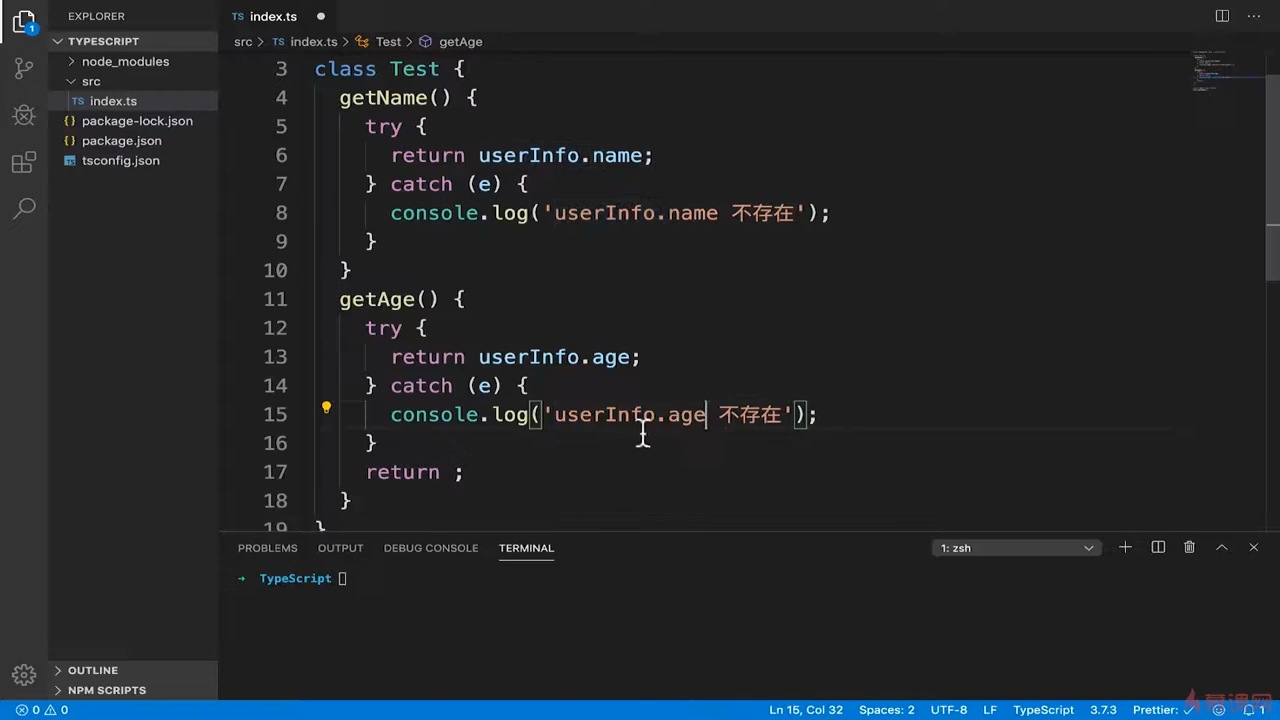 EXPLORER
TS index.ts
TYPESCRIPT
src > TS index.ts > Test > getAge
node_modules
src
TS index.ts
package-lock.json
package.json
tsconfig.json
1
3 class Test {
4 getName() {
5 try {
6 return userInfo.name;
7 } catch (e) {
8 console.log('userInfo.name 不存在');
9 }
10 }
11 getAge() {
12 try {
13 return userInfo.age;
14 } catch (e) {
15 console.log('userInfo.age 不存在');
16 }
17 return ;
18 }
19 }
PROBLEMS OUTPUT DEBUG CONSOLE TERMINAL 1: zsh
→ TypeScript
OUTLINE
NPM SCRIPTS
0 0 Ln 15, Col 32 Spaces: 2 UTF-8 LF TypeScript 3.7.3 Prettier: ✓ 1
慕课网